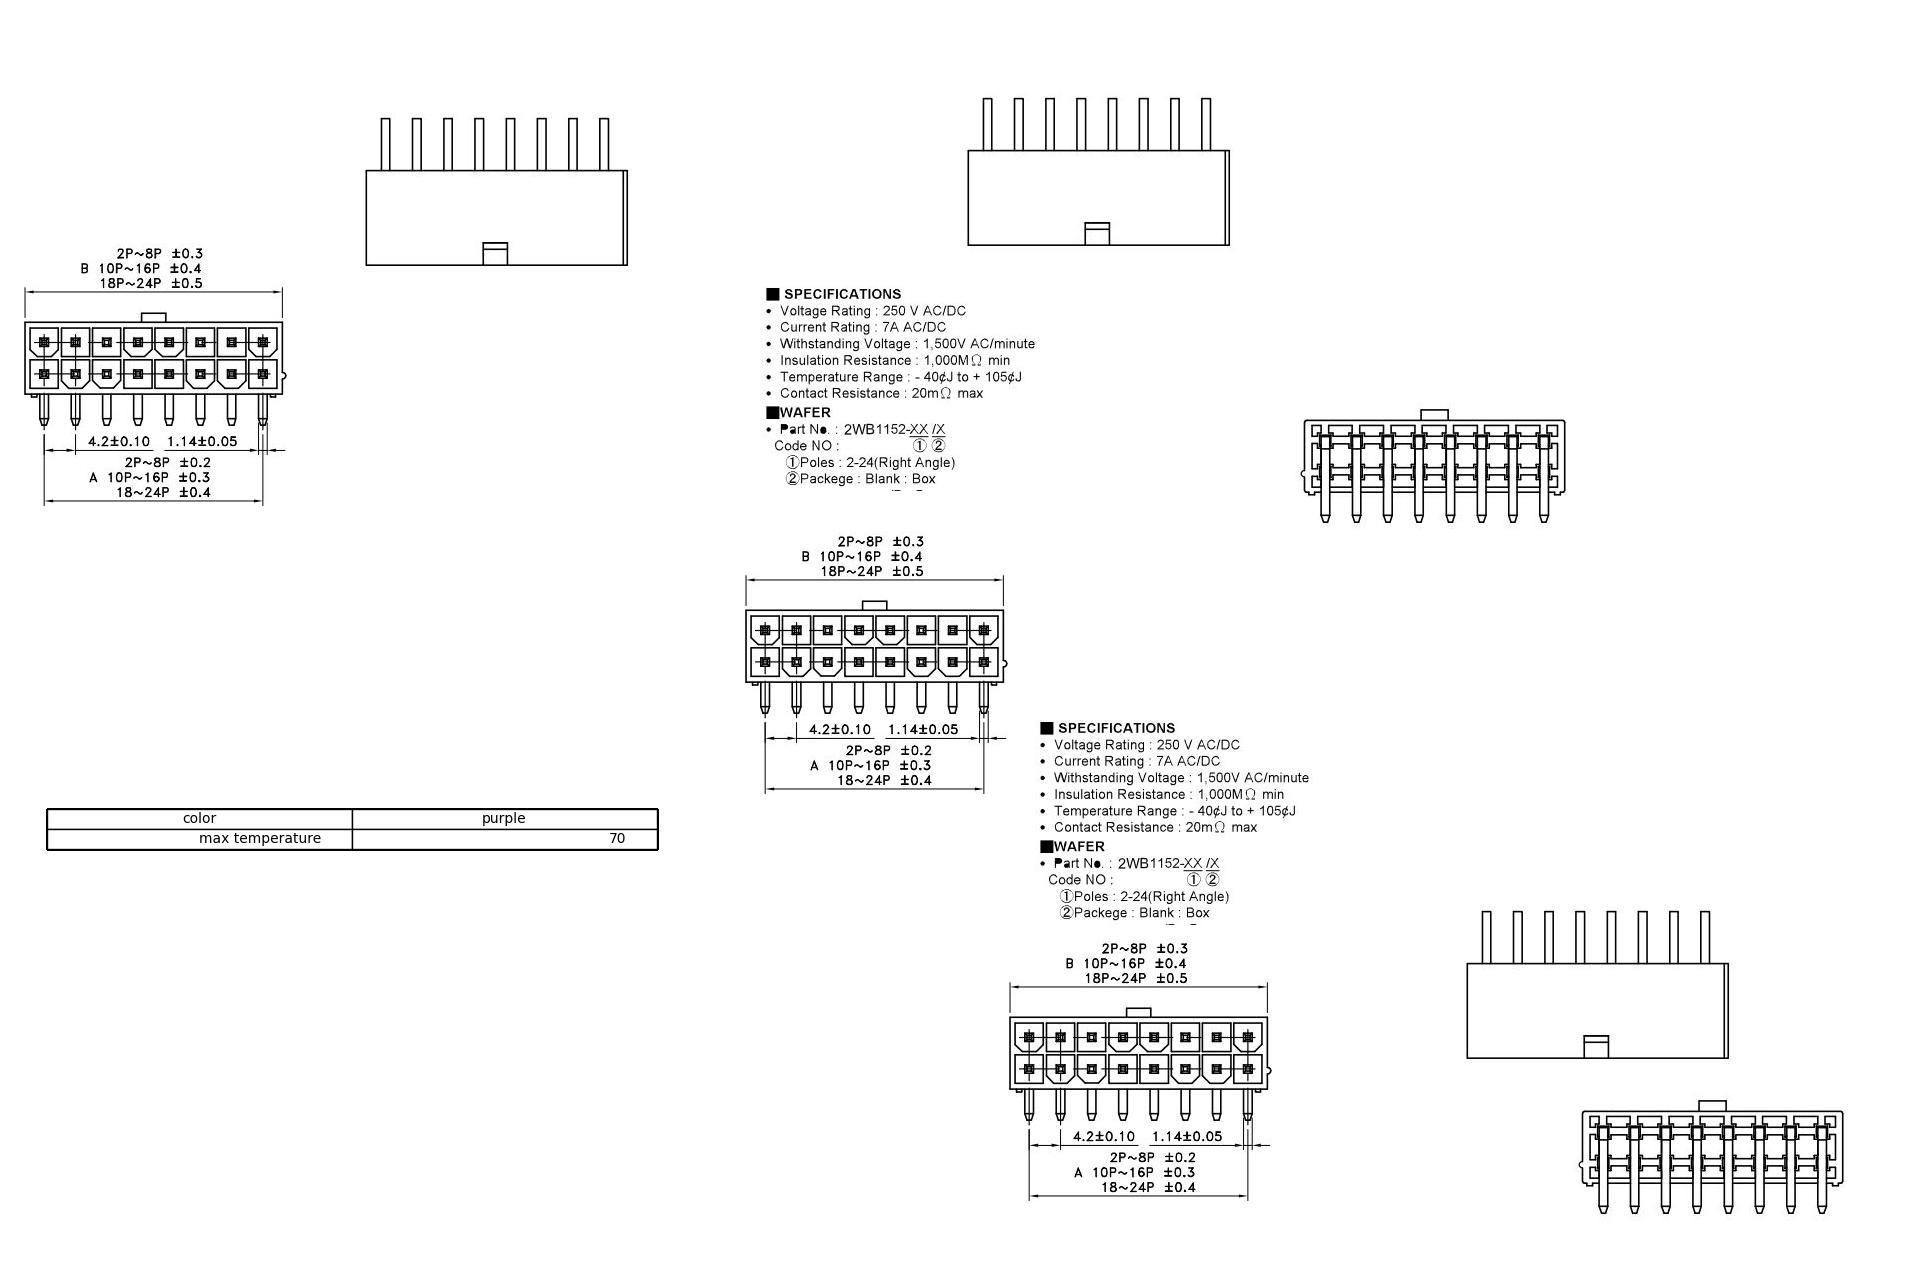 2P~8P ±0.3
B 10P~16P ±0.4
18P~24P ±0.5
4.2±0.10 1.14±0.05
2P~8P ±0.2
A 10P~16P ±0.3
18~24P ±0.4
■ SPECIFICATIONS
• Voltage Rating : 250 V AC/DC
• Current Rating : 7A AC/DC
• Withstanding Voltage : 1,500V AC/minute
• Insulation Resistance : 1,000MΩ min
• Temperature Range : - 40¢J to + 105¢J
• Contact Resistance : 20mΩ max
■WAFER
• Part No. : 2WB1152-XX /X
Code NO : ① ②
①Poles : 2-24(Right Angle)
②Packege : Blank : Box
2P~8P ±0.3
B 10P~16P ±0.4
18P~24P ±0.5
4.2±0.10 1.14±0.05
2P~8P ±0.2
A 10P~16P ±0.3
18~24P ±0.4
color purple
max temperature 70
■ SPECIFICATIONS
• Voltage Rating : 250 V AC/DC
• Current Rating : 7A AC/DC
• Withstanding Voltage : 1,500V AC/minute
• Insulation Resistance : 1,000MΩ min
• Temperature Range : - 40¢J to + 105¢J
• Contact Resistance : 20mΩ max
■WAFER
• Part No. : 2WB1152-XX /X
Code NO : ① ②
①Poles : 2-24(Right Angle)
②Packege : Blank : Box
2P~8P ±0.3
B 10P~16P ±0.4
18P~24P ±0.5
4.2±0.10 1.14±0.05
2P~8P ±0.2
A 10P~16P ±0.3
18~24P ±0.4